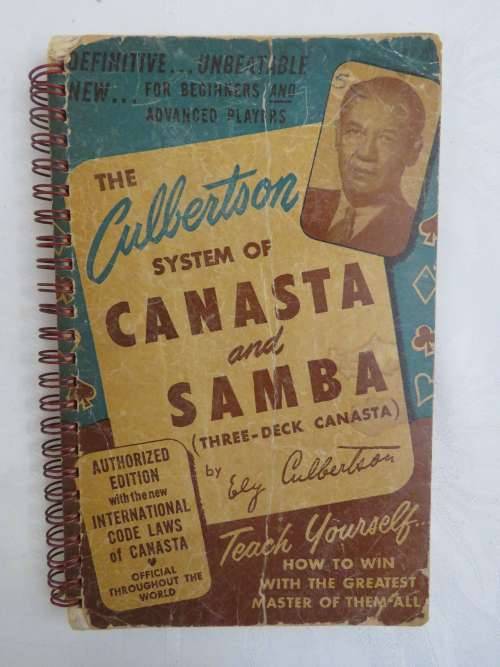 DEFINITIVE... UNBEATABLE
NEW... FOR BEGINNERS AND
ADVANCED PLAYERS
THE
Culbertson
SYSTEM OF
CANASTA
and
SAMBA
(THREE-DECK CANASTA)
by Ely Culbertson
AUTHORIZED
EDITION
with the new
INTERNATIONAL
CODE LAWS
of CANASTA
OFFICIAL
THROUGHOUT THE
WORLD
Teach Yourself...
HOW TO WIN
WITH THE GREATEST
MASTER OF THEM ALL